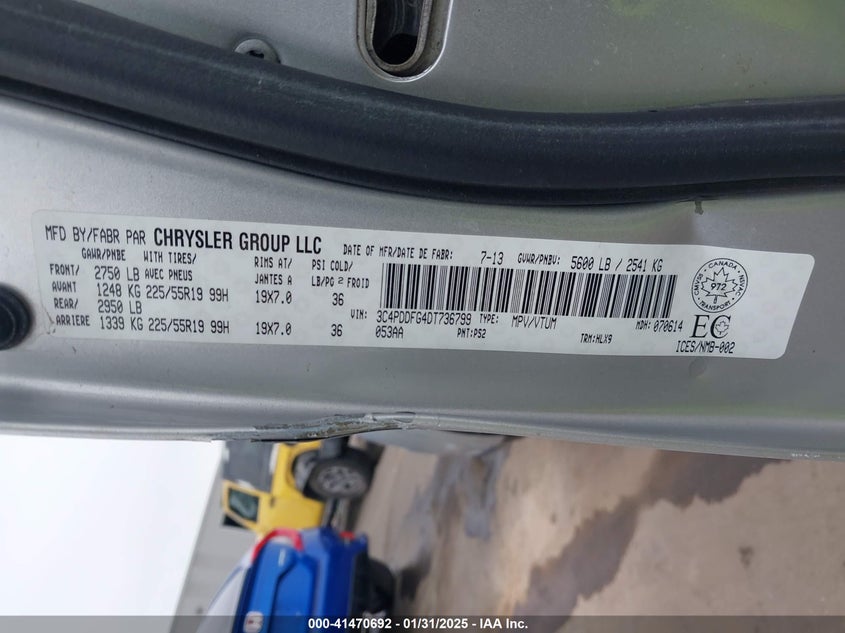 MFD BY/FABR PAR CHRYSLER GROUP LLC DATE OF MFR/DATE DE FABR: 7-13 GVWR/PNBV: 5600 LB / 2541 KG
GAWR/PNBE WITH TIRES/ RIMS AT/ PSI COLD/
FRONT/ 2750 LB AVEC PNEUS JANTES A LB/PG 2 FROID
AVANT 1248 KG 225/55R19 99H 19X7.0 36
REAR/ 2950 LB
ARRIERE 1339 KG 225/55R19 99H 19X7.0 36
VIN: 3C4PDDFG4DT736799 TYPE: MPV/VTUM MDH: 070614
053AA PNT:PS2 TRM:HLX9
CANADA
972
TRANSPORT
EC
ICES/NMB-002
000-41470692 - 01/31/2025 - IAA Inc.